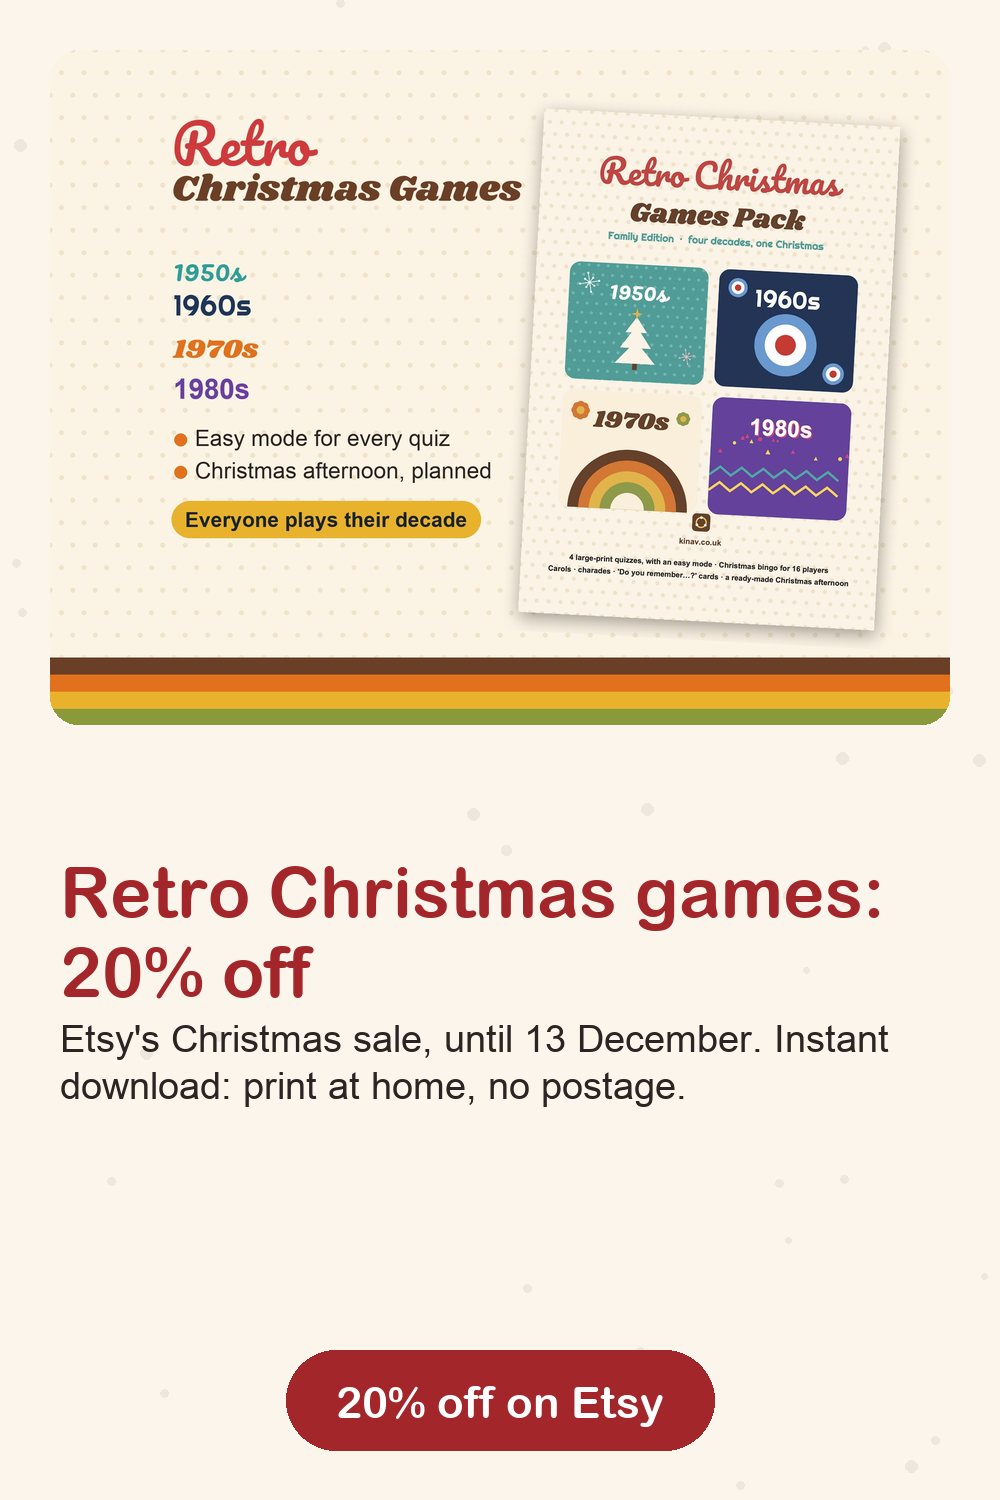 Retro
Christmas Games
1950s
1960s
1970s
1980s
Easy mode for every quiz
Christmas afternoon, planned
Everyone plays their decade
Retro Christmas
Games Pack
Family Edition · four decades, one Christmas
1950s
1960s
1970s
1980s
kinav.co.uk
4 large-print quizzes, with an easy mode · Christmas bingo for 16 players
Carols · charades · 'Do you remember...?' cards · a ready-made Christmas afternoon
Retro Christmas games:
20% off
Etsy's Christmas sale, until 13 December. Instant
download: print at home, no postage.
20% off on Etsy